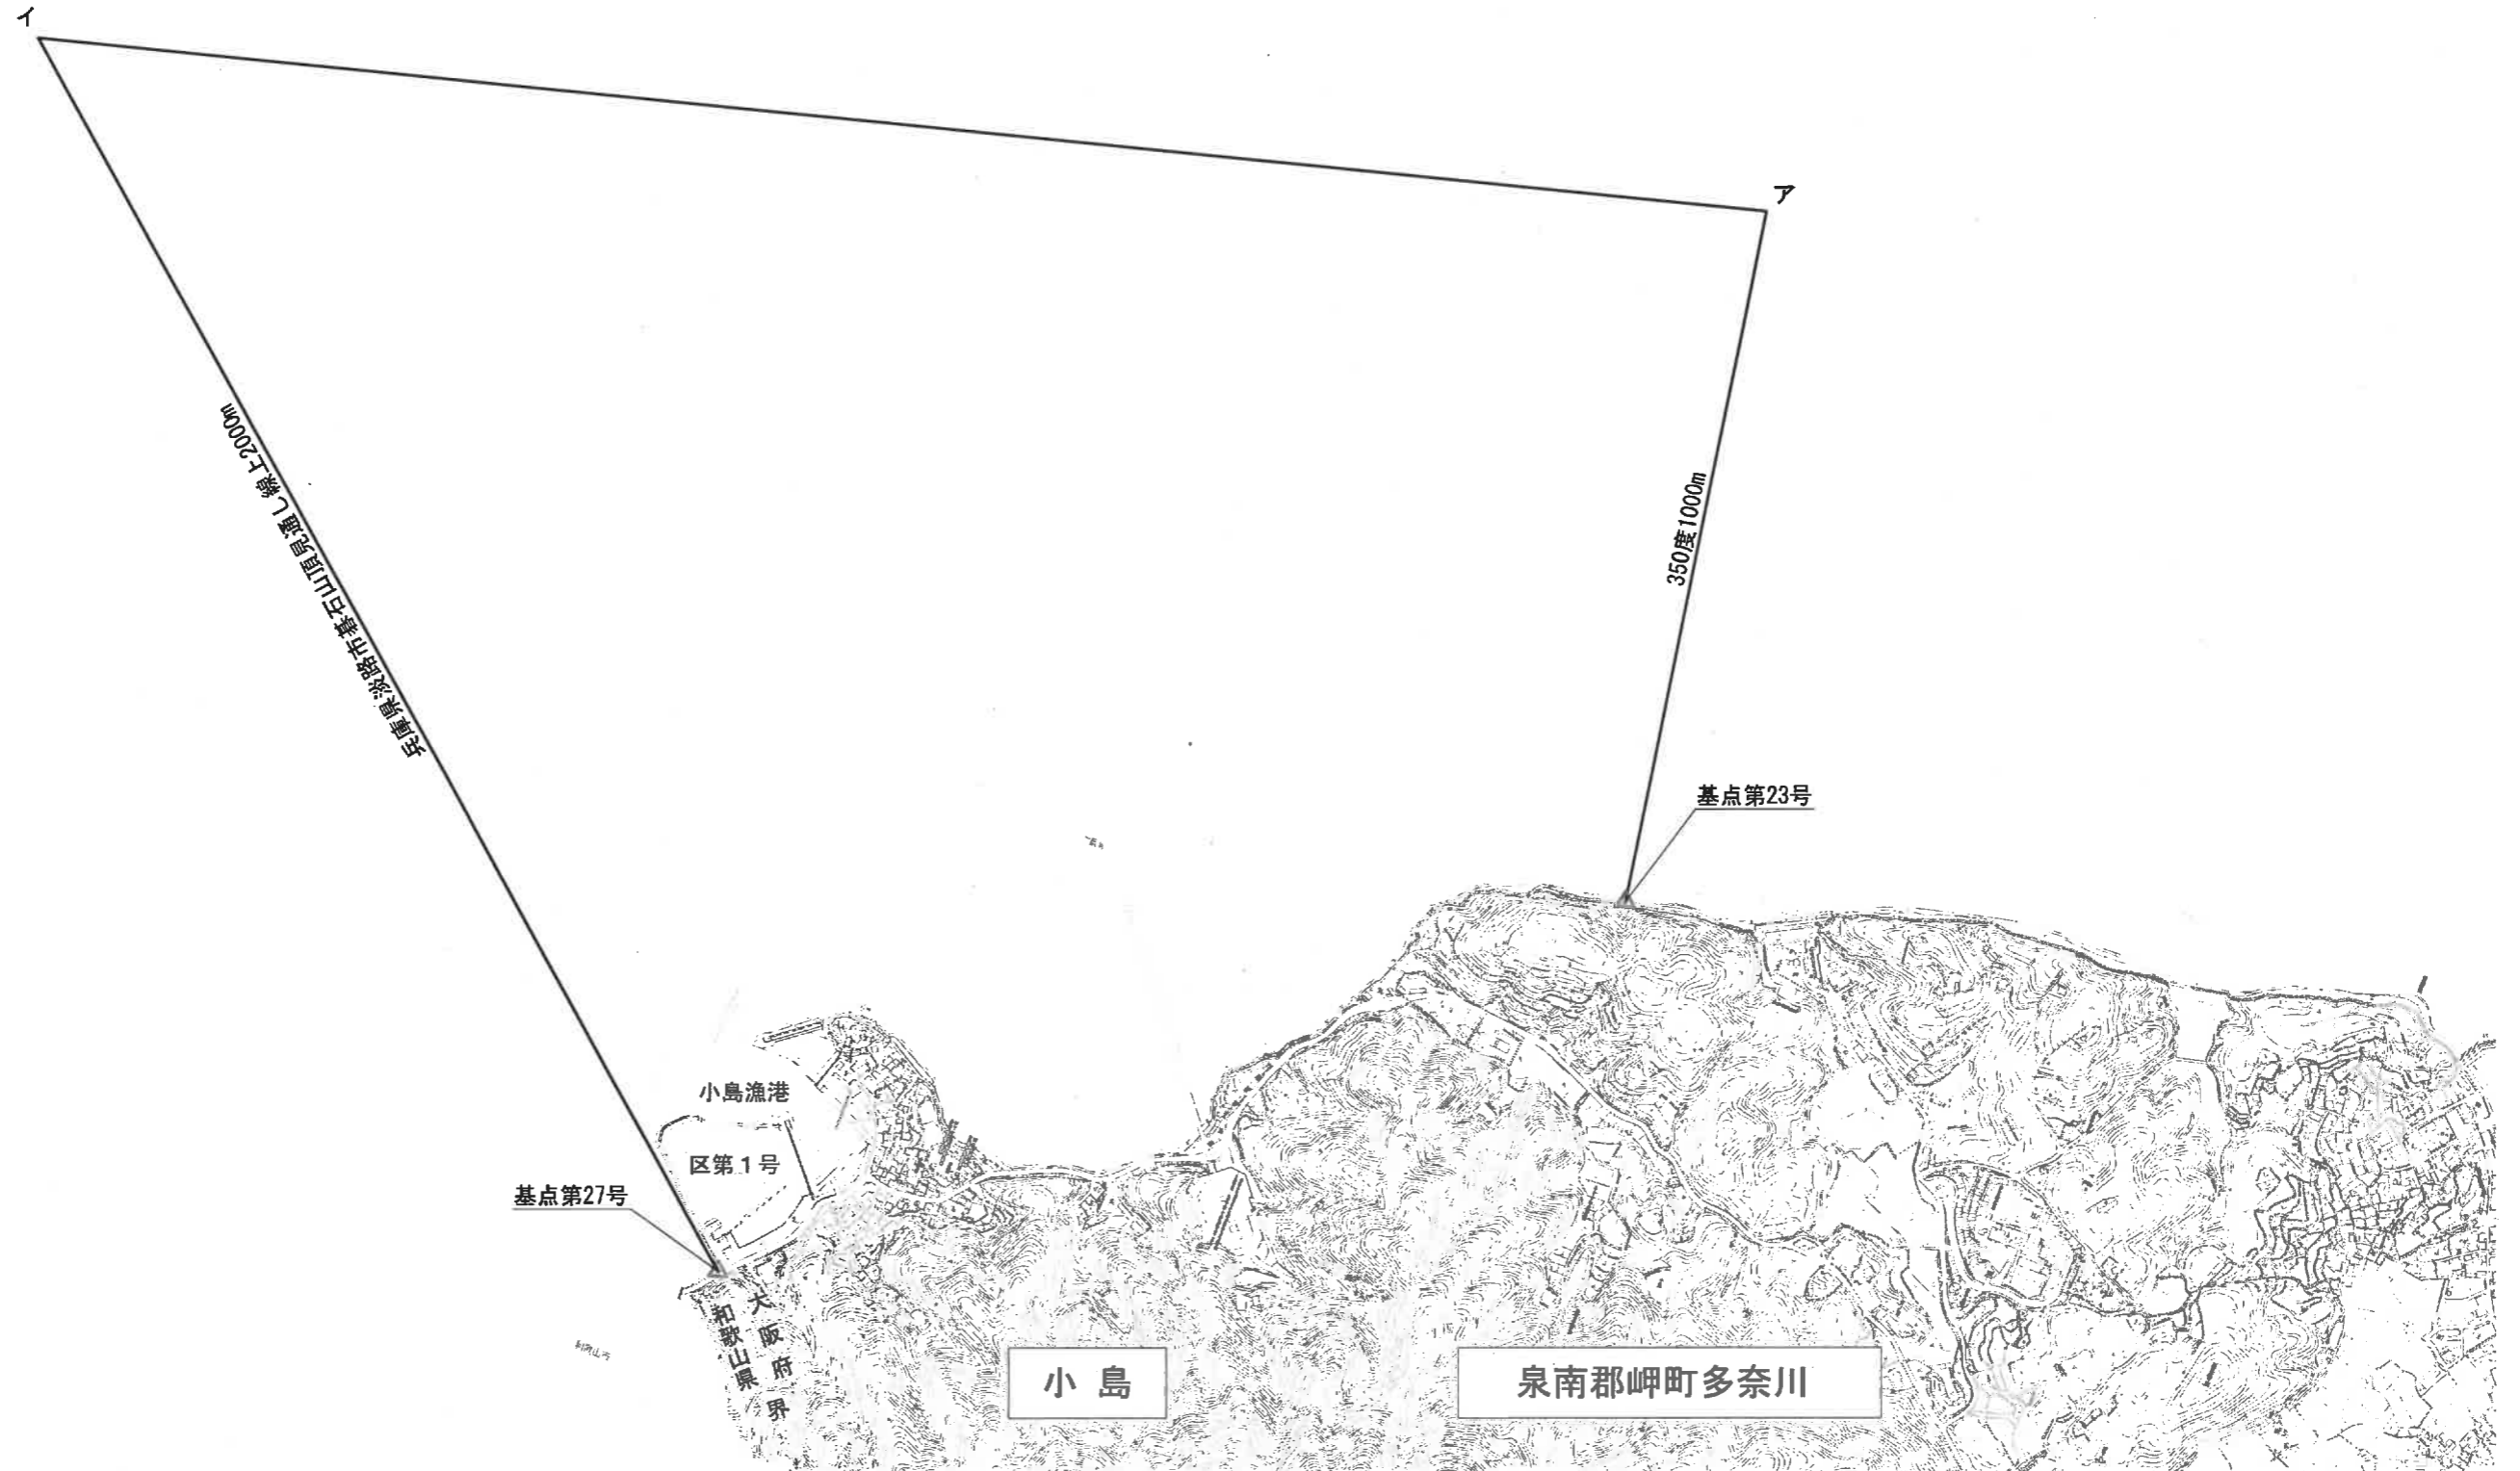 イ
ア
兵庫県淡路市碁石山頂見通し線上2000m
350度1000m
基点第23号
小島漁港
区第１号
基点第27号
大阪府界
和歌山県
小 島
泉南郡岬町多奈川